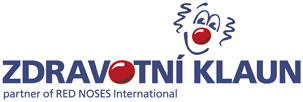 ZDRAVOTNÍ KLAUN
partner of RED NOSES International